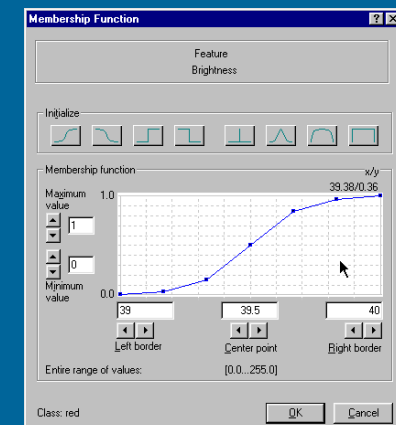 Membership Function
Feature
Brightness
Initialize
Membership function
x/y
39.38/0.36
Maximum
value
1.0
1
0
Minimum
value
0.0
39
39.5
40
Left border
Center point
Right border
Entire range of values:
[0.0...255.0]
Class: red
OK
Cancel